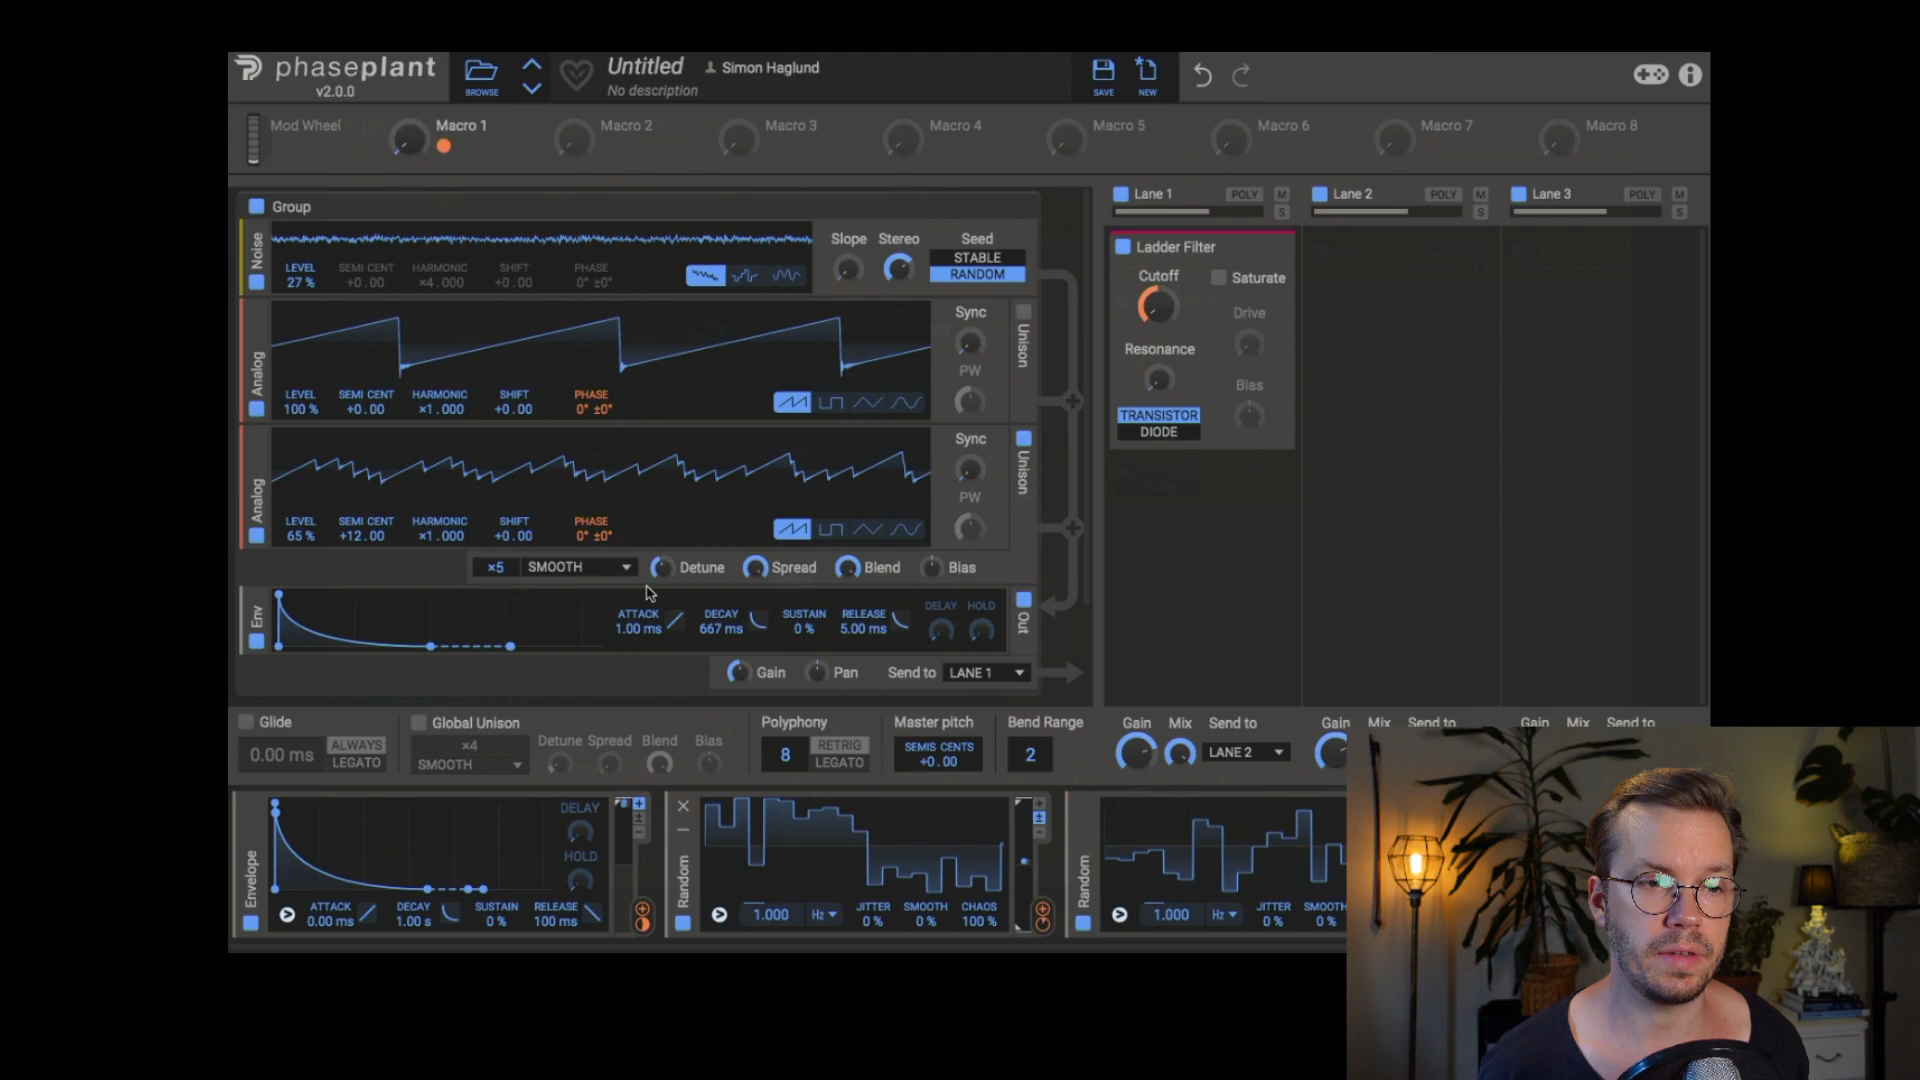 phaseplant
v2.0.0
BROWSE
Untitled
Simon Haglund
No description
SAVE
NEW
Mod Wheel
Macro 1
Macro 2
Macro 3
Macro 4
Macro 5
Macro 6
Macro 7
Macro 8
Group
Noise
LEVEL SEMI CENT HARMONIC SHIFT PHASE
27 % +0.00 ×4.000 +0.00 0° ±0°
Slope Stereo Seed
STABLE
RANDOM
Analog
LEVEL SEMI CENT HARMONIC SHIFT PHASE
100 % +0.00 ×1.000 +0.00 0° ±0°
Sync
PW
Unison
Analog
LEVEL SEMI CENT HARMONIC SHIFT PHASE
65 % +12.00 ×1.000 +0.00 0° ±0°
Sync
PW
Unison
×5 SMOOTH Detune Spread Blend Bias
Env
ATTACK DECAY SUSTAIN RELEASE DELAY HOLD
1.00 ms 667 ms 0 % 5.00 ms
Out
Gain Pan Send to LANE 1
Lane 1 POLY M
S
Lane 2 POLY M
S
Lane 3 POLY M
S
Ladder Filter
Cutoff Saturate
Drive
Resonance
Bias
TRANSISTOR
DIODE
Glide
0.00 ms ALWAYS
LEGATO
Global Unison
×4
SMOOTH
Detune Spread Blend Bias
Polyphony
8 RETRIG
LEGATO
Master pitch
SEMIS CENTS
+0.00
Bend Range
2
Gain Mix Send to
LANE 2
Gain Mix Send to
Gain Mix Send to
Envelope
DELAY
HOLD
ATTACK DECAY SUSTAIN RELEASE
0.00 ms 1.00 s 0 % 100 ms
Random
1.000 Hz
JITTER SMOOTH CHAOS
0 % 0 % 100 %
Random
1.000 Hz
JITTER SMOOTH
0 % 0 %